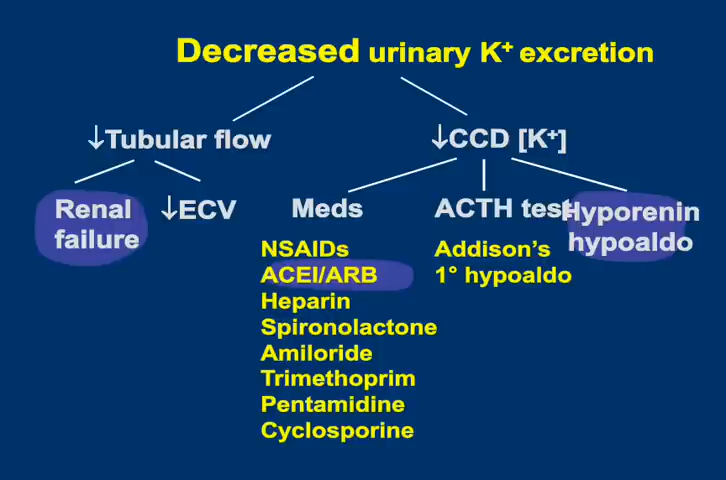 Decreased urinary K⁺ excretion
↓Tubular flow
↓CCD [K⁺]
Renal failure
↓ECV
Meds
ACTH test
Hyporenin
hypoaldo
NSAIDs
ACEI/ARB
Heparin
Spironolactone
Amiloride
Trimethoprim
Pentamidine
Cyclosporine
Addison's
1° hypoaldo